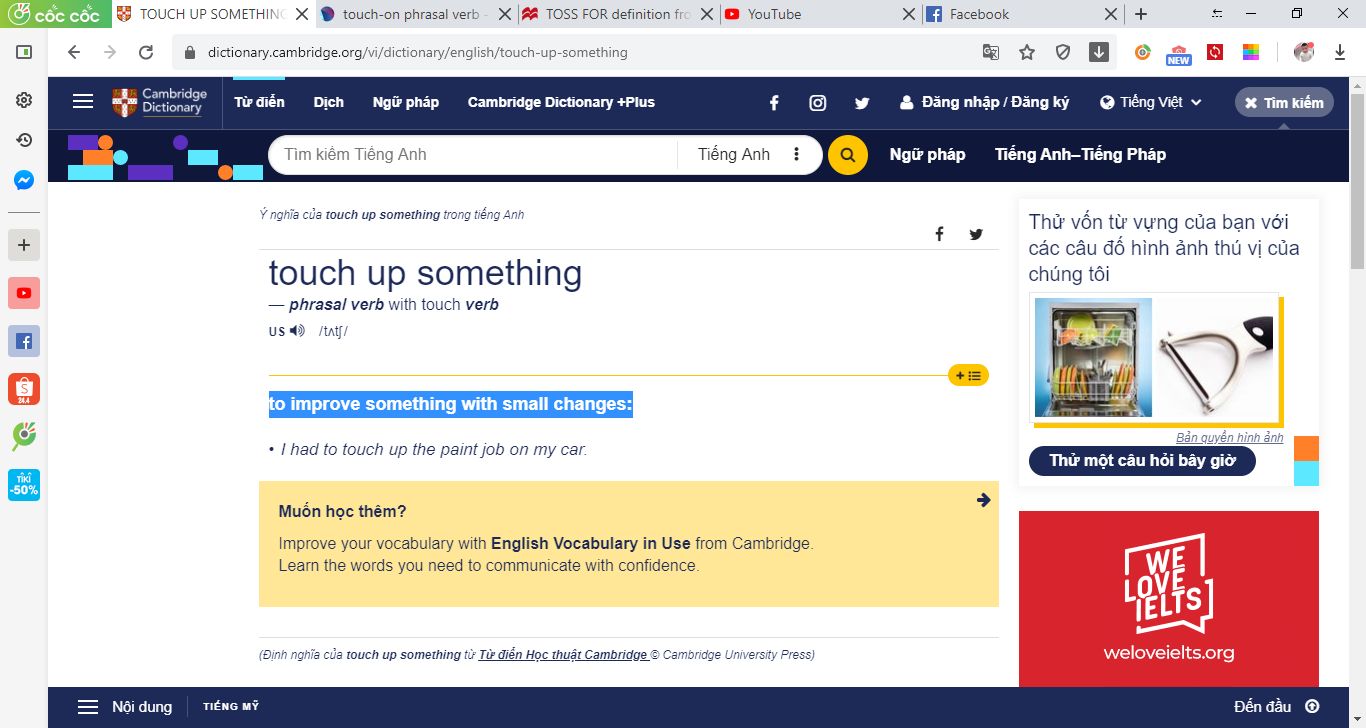 cốc cốc
TOUCH UP SOMETHING
touch-on phrasal verb -
TOSS FOR definition fro
YouTube
Facebook
dictionary.cambridge.org/vi/dictionary/english/touch-up-something
NEW
Cambridge
Dictionary
Từ điển
Dịch
Ngữ pháp
Cambridge Dictionary +Plus
Đăng nhập / Đăng ký
Tiếng Việt
Tìm kiếm
Tìm kiếm Tiếng Anh
Tiếng Anh
Ngữ pháp
Tiếng Anh–Tiếng Pháp
Ý nghĩa của touch up something trong tiếng Anh
touch up something
— phrasal verb with touch verb
US /tʌtʃ/
to improve something with small changes:
• I had to touch up the paint job on my car.
Muốn học thêm?
Improve your vocabulary with English Vocabulary in Use from Cambridge.
Learn the words you need to communicate with confidence.
(Định nghĩa của touch up something từ Từ điển Học thuật Cambridge © Cambridge University Press)
Thử vốn từ vựng của bạn với
các câu đố hình ảnh thú vị của
chúng tôi
Bản quyền hình ảnh
Thử một câu hỏi bây giờ
WE
LOVE
IELTS
weloveielts.org
S
24.4
TIKI
-50%
Nội dung
TIẾNG MỸ
Đến đầu